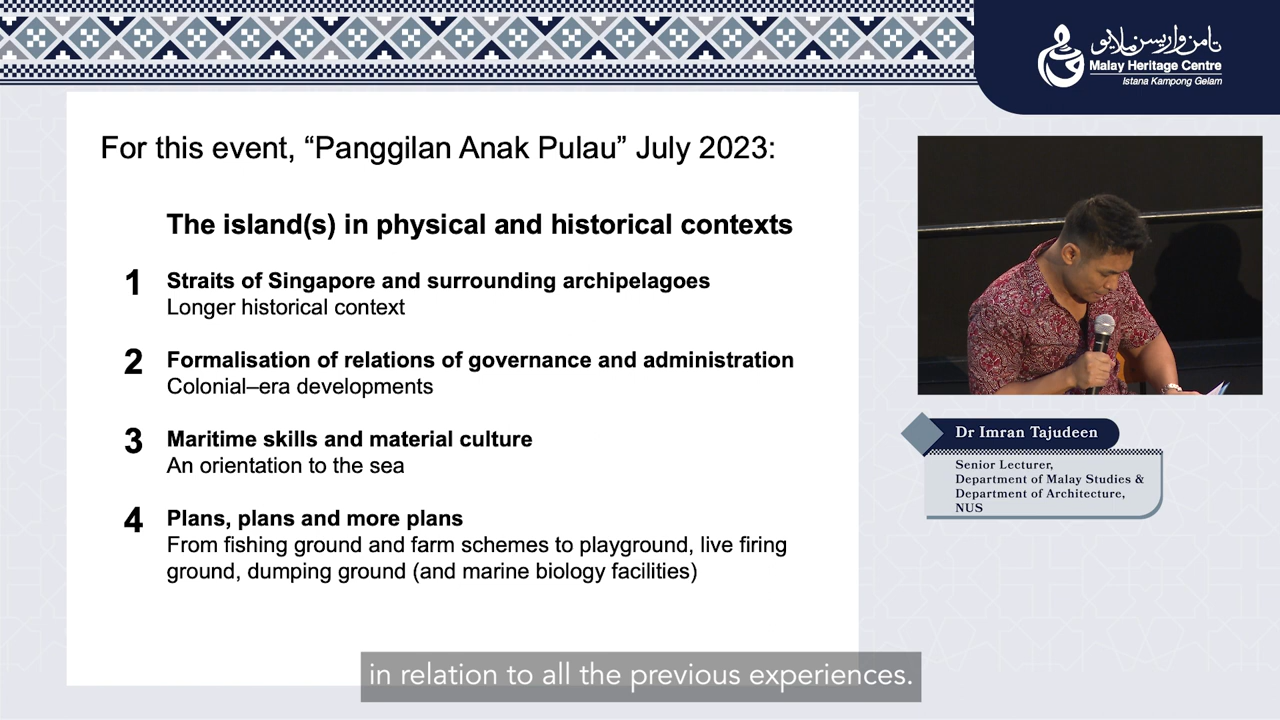 تامن واريسن ملايو
Malay Heritage Centre
Istana Kampong Gelam
For this event, “Panggilan Anak Pulau” July 2023:
The island(s) in physical and historical contexts
1 Straits of Singapore and surrounding archipelagoes
Longer historical context
2 Formalisation of relations of governance and administration
Colonial–era developments
3 Maritime skills and material culture
An orientation to the sea
4 Plans, plans and more plans
From fishing ground and farm schemes to playground, live firing
ground, dumping ground (and marine biology facilities)
Dr Imran Tajudeen
Senior Lecturer,
Department of Malay Studies &
Department of Architecture,
NUS
in relation to all the previous experiences.